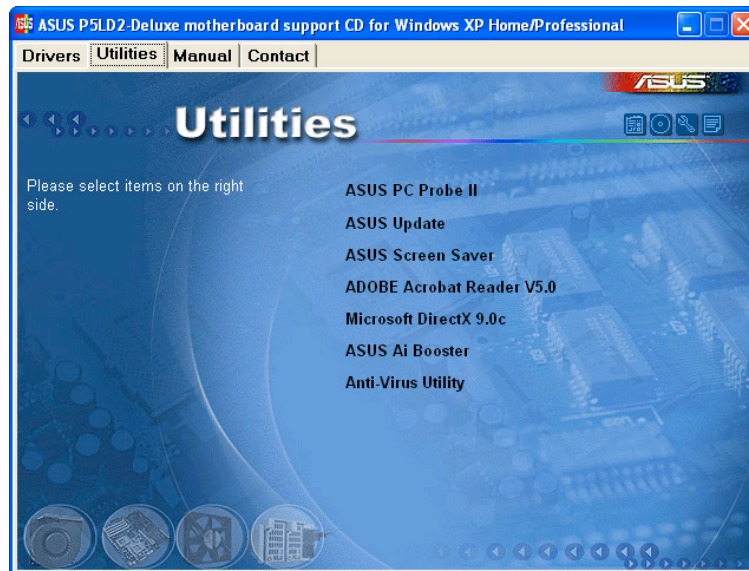 ASUS P5LD2-Deluxe motherboard support CD for Windows XP Home/Professional
Drivers Utilities Manual Contact
ASUS
Utilities
Please select items on the right
side.
ASUS PC Probe II
ASUS Update
ASUS Screen Saver
ADOBE Acrobat Reader V5.0
Microsoft DirectX 9.0c
ASUS Ai Booster
Anti-Virus Utility